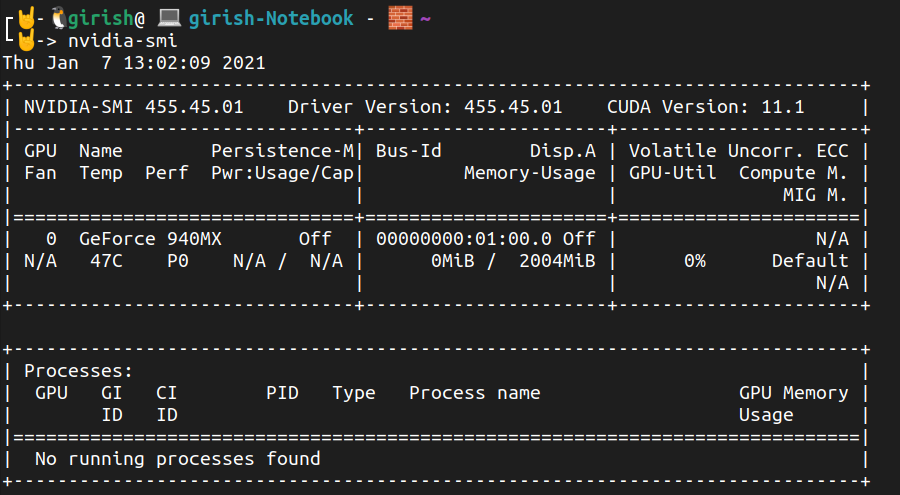 ┌🤘-🐧girish@ 💻 girish-Notebook - 🧱 ~
└🤘-> nvidia-smi
Thu Jan  7 13:02:09 2021
+-----------------------------------------------------------------------------+
| NVIDIA-SMI 455.45.01    Driver Version: 455.45.01    CUDA Version: 11.1     |
|-------------------------------+----------------------+----------------------+
| GPU  Name        Persistence-M| Bus-Id        Disp.A | Volatile Uncorr. ECC |
| Fan  Temp  Perf  Pwr:Usage/Cap|         Memory-Usage | GPU-Util  Compute M. |
|                               |                      |               MIG M. |
|===============================+======================+======================|
|   0  GeForce 940MX       Off  | 00000000:01:00.0 Off |                  N/A |
| N/A   47C    P0    N/A /  N/A |      0MiB /  2004MiB |      0%      Default |
|                               |                      |                  N/A |
+-------------------------------+----------------------+----------------------+

+-----------------------------------------------------------------------------+
| Processes:                                                                  |
|  GPU   GI   CI        PID   Type   Process name                  GPU Memory |
|        ID   ID                                                   Usage      |
|=============================================================================|
|  No running processes found                                                 |
+-----------------------------------------------------------------------------+